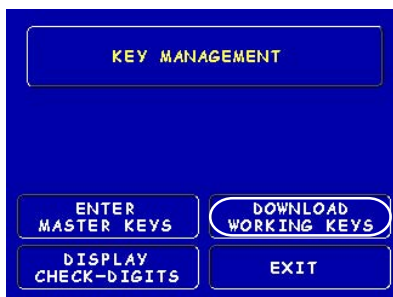 KEY MANAGEMENT
ENTER
MASTER KEYS
DOWNLOAD
WORKING KEYS
DISPLAY
CHECK-DIGITS
EXIT